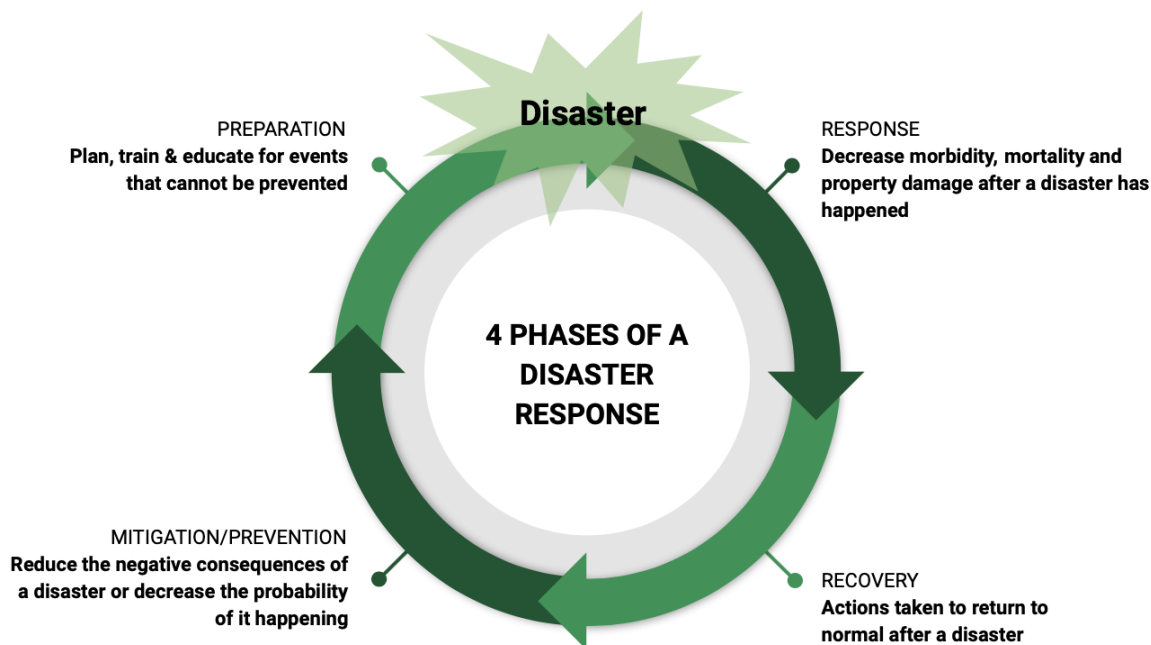 Disaster
PREPARATION
Plan, train & educate for events
that cannot be prevented
RESPONSE
Decrease morbidity, mortality and
property damage after a disaster has
happened
4 PHASES OF A
DISASTER
RESPONSE
MITIGATION/PREVENTION
Reduce the negative consequences of
a disaster or decrease the probability
of it happening
RECOVERY
Actions taken to return to
normal after a disaster